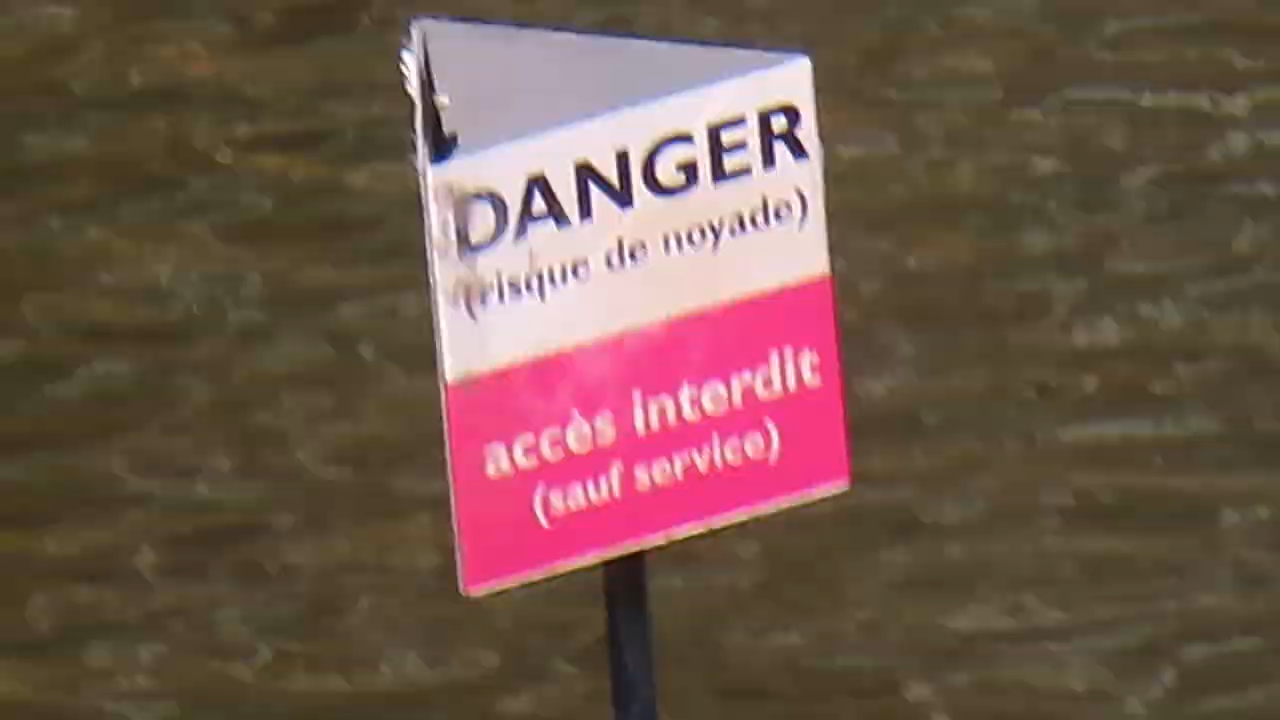 DANGER
(risque de noyade)
accès interdit
(sauf service)